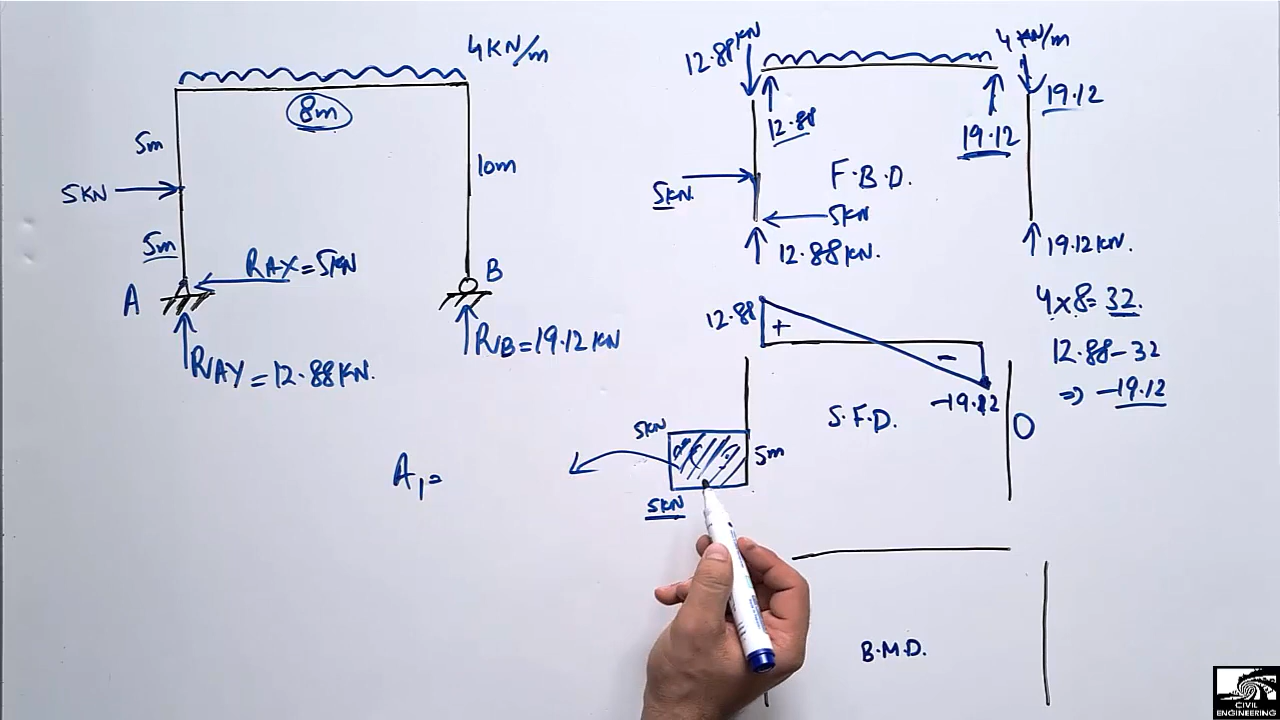 4KN/m
8m
5m
5KN
10m
5m
RAX=5KN
A
B
RAY=12.88KN.
RB=19.12KN
12.88KN
4KN/m
12.88
19.12
19.12
F.B.D.
5KN.
5KN
12.88KN.
19.12KN.
4x8=32.
12.88-32
⇒ -19.12
12.88
+
-
-19.12
S.F.D.
0
5KN
5m
5KN
A1=
B.M.D.
CIVIL
ENGINEERING